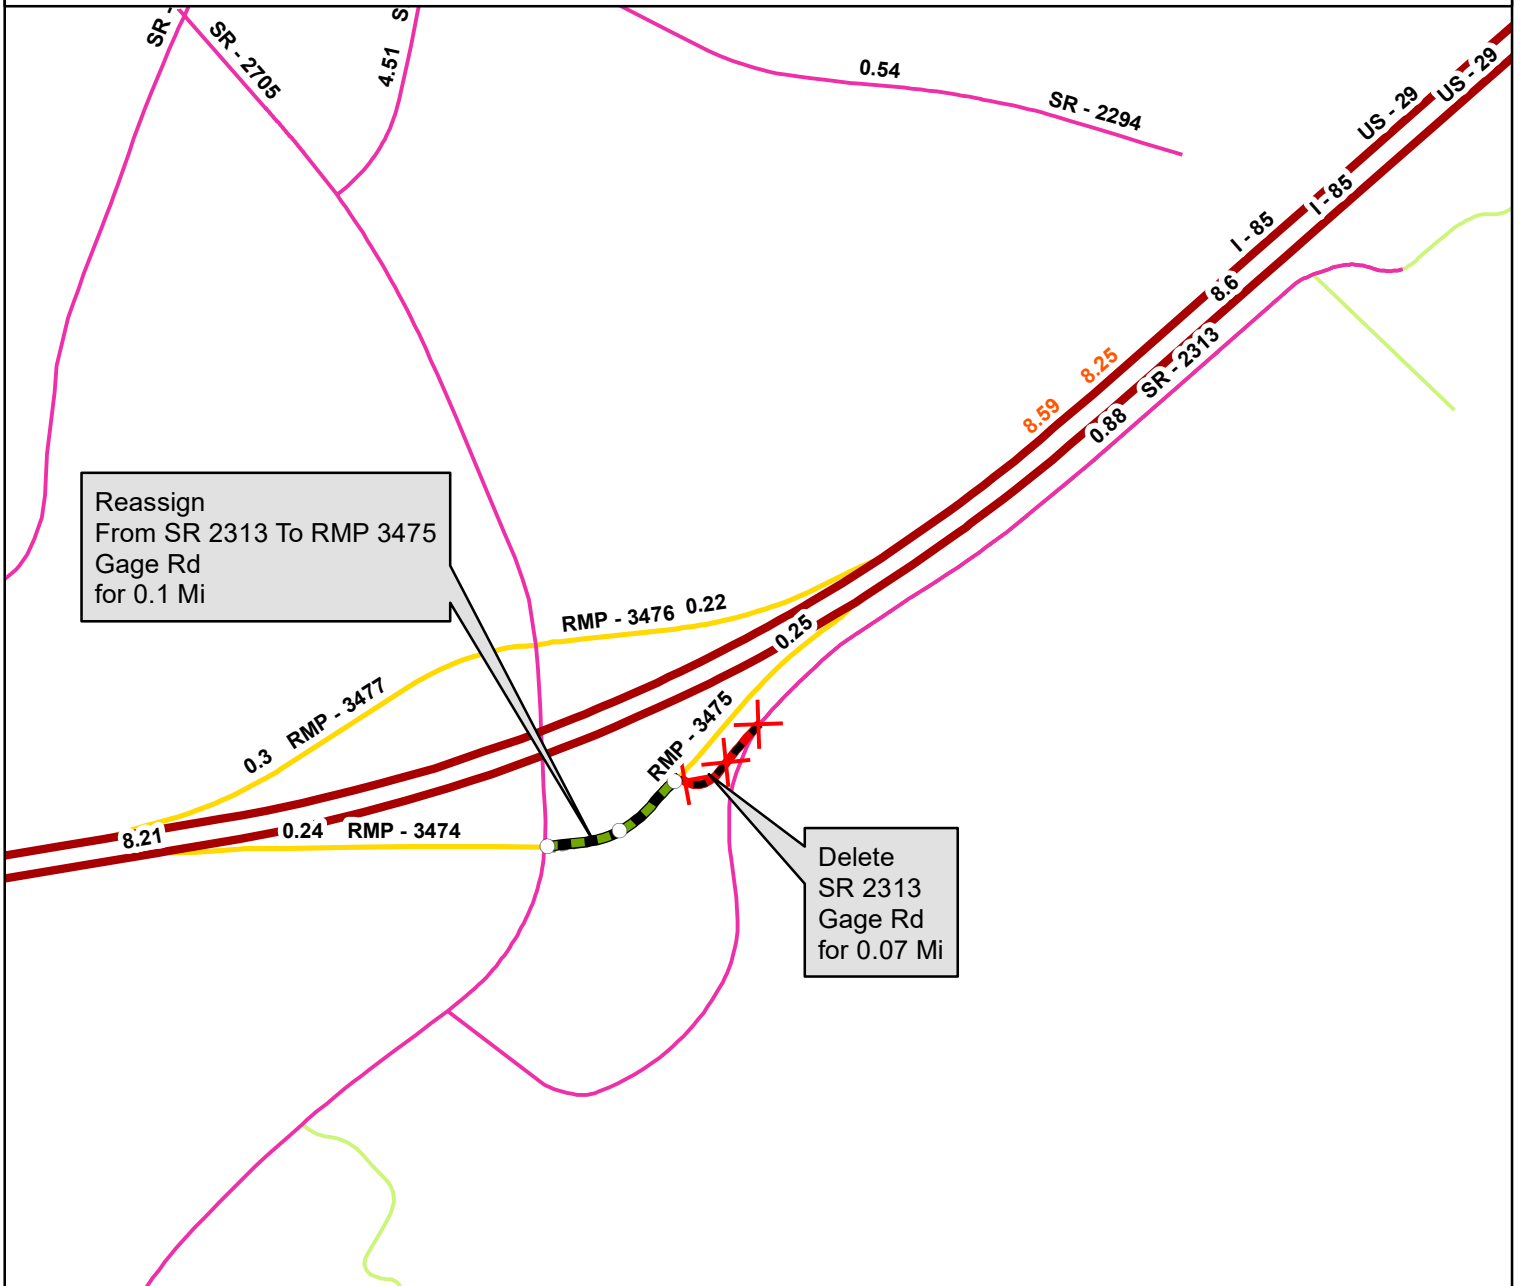 SR -
SR - 2705
4.51
S
0.54
SR - 2294
US - 29
US - 29
I - 85
I - 85
8.6
SR - 2313
8.25
8.59
0.88
Reassign
From SR 2313 To RMP 3475
Gage Rd
for 0.1 Mi
RMP - 3476 0.22
0.25
RMP - 3475
0.3 RMP - 3477
8.21
0.24 RMP - 3474
Delete
SR 2313
Gage Rd
for 0.07 Mi